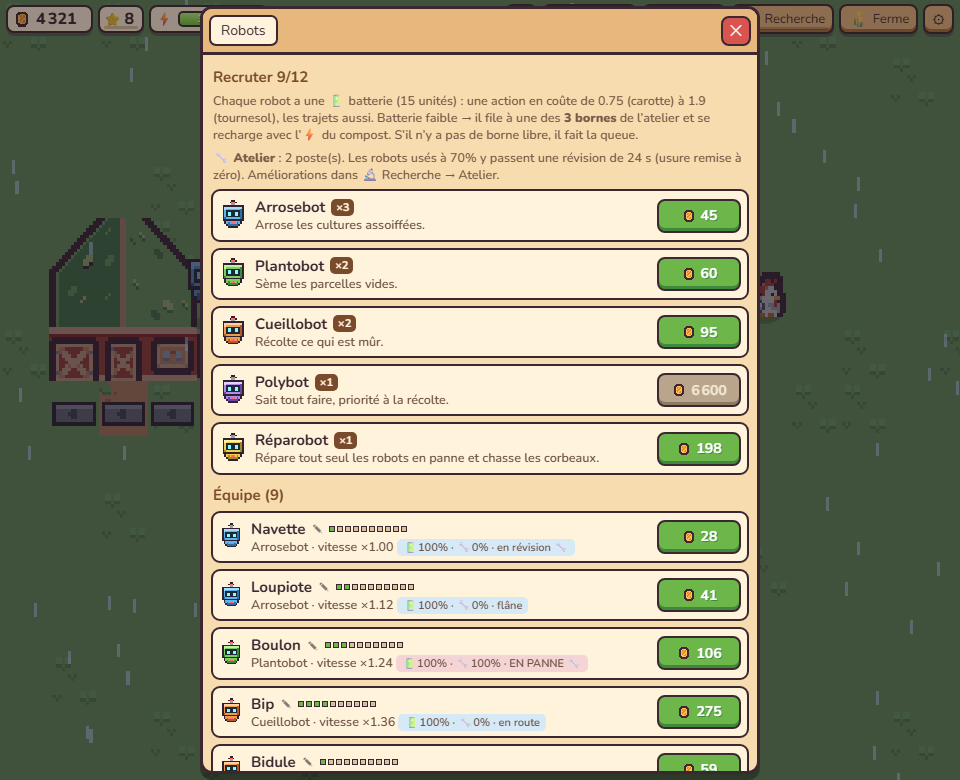 4 321
8
Robots
Recherche
Ferme
Recruter 9/12
Chaque robot a une batterie (15 unités) : une action en coûte de 0.75 (carotte) à 1.9
(tournesol), les trajets aussi. Batterie faible → il file à une des 3 bornes de l'atelier et se
recharge avec l' du compost. S'il n'y a pas de borne libre, il fait la queue.
Atelier : 2 poste(s). Les robots usés à 70% y passent une révision de 24 s (usure remise à
zéro). Améliorations dans Recherche → Atelier.
Arrosebot ×3
Arrose les cultures assoiffées.
45
Plantobot ×2
Sème les parcelles vides.
60
Cueillobot ×2
Récolte ce qui est mûr.
95
Polybot ×1
Sait tout faire, priorité à la récolte.
6 600
Réparobot ×1
Répare tout seul les robots en panne et chasse les corbeaux.
198
Équipe (9)
Navette
Arrosebot · vitesse ×1.00 100% · 0% · en révision
28
Loupiote
Arrosebot · vitesse ×1.12 100% · 0% · flâne
41
Boulon
Plantobot · vitesse ×1.24 100% · 100% · EN PANNE
106
Bip
Cueillobot · vitesse ×1.36 100% · 0% · en route
275
Bidule
59